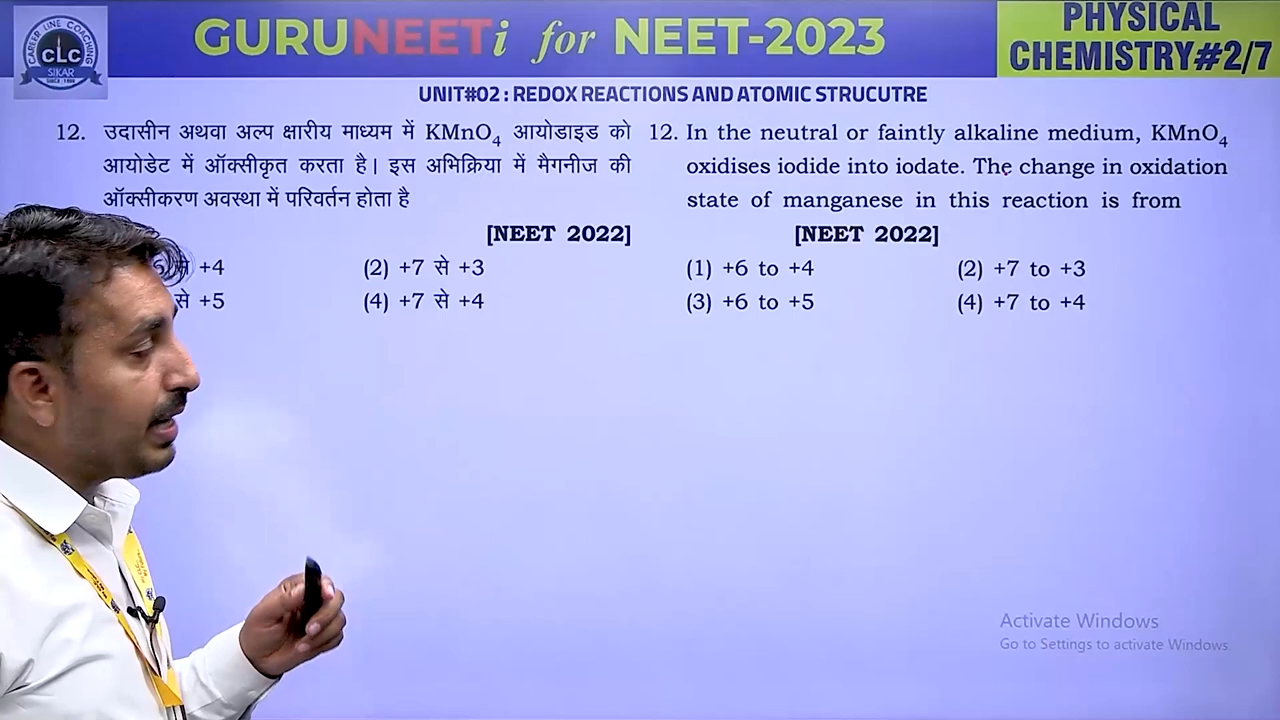 CAREER LINE COACHING
CLC
SIKAR
SINCE : 1996
GURUNEETi for NEET-2023
PHYSICAL
CHEMISTRY#2/7
UNIT#02 : REDOX REACTIONS AND ATOMIC STRUCUTRE
12. उदासीन अथवा अल्प क्षारीय माध्यम में KMnO4 आयोडाइड को
आयोडेट में ऑक्सीकृत करता है। इस अभिक्रिया में मैगनीज की
ऑक्सीकरण अवस्था में परिवर्तन होता है
[NEET 2022]
से +4 (2) +7 से +3
से +5 (4) +7 से +4
12. In the neutral or faintly alkaline medium, KMnO4
oxidises iodide into iodate. The change in oxidation
state of manganese in this reaction is from
[NEET 2022]
(1) +6 to +4 (2) +7 to +3
(3) +6 to +5 (4) +7 to +4
Activate Windows
Go to Settings to activate Windows.